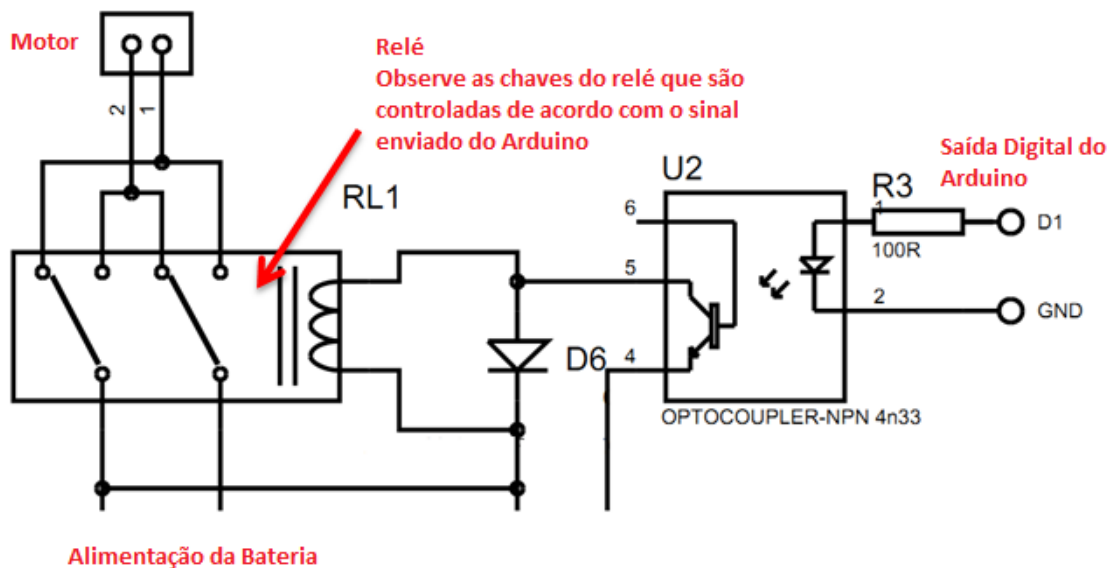 Motor
Relé
Observe as chaves do relé que são
controladas de acordo com o sinal
enviado do Arduino
Saída Digital do
Arduino
2
1
RL1
U2
R3
1
100R
D1
6
5
2
GND
4
D6
OPTOCOUPLER-NPN 4n33
Alimentação da Bateria